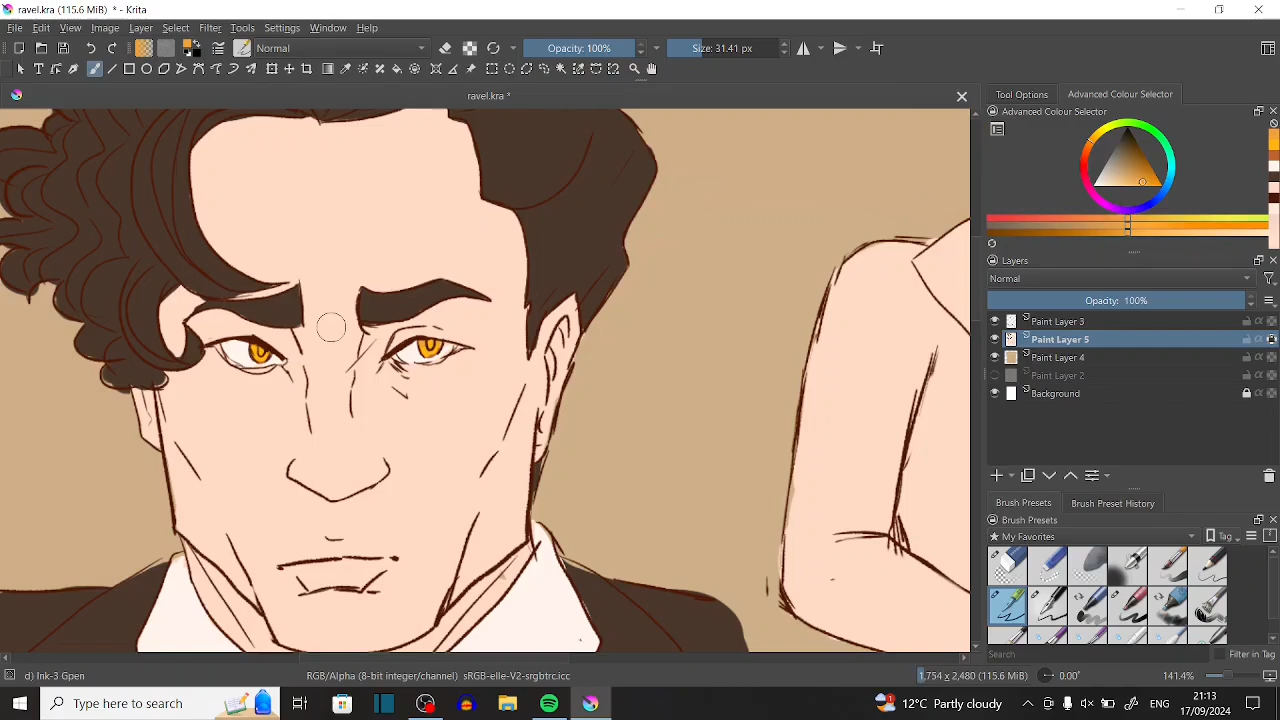 ravel.kra (115.6 MiB) * - Krita
File Edit View Image Layer Select Filter Tools Settings Window Help
Normal Opacity: 100% Size: 31.41 px
ravel.kra *
Tool Options Advanced Colour Selector
Advanced Colour Selector
Layers
Normal
Opacity: 100%
Paint Layer 3
Paint Layer 5
Paint Layer 4
Paint Layer 2
Background
Brush Presets Brush Preset History
Brush Presets
My Favorites Tag
Search Filter in Tag
d) Ink-3 Gpen RGB/Alpha (8-bit integer/channel) sRGB-elle-V2-srgbtrc.icc 1,754 x 2,480 (115.6 MiB) 0.00° 141.4%
Type here to search 12°C Partly cloudy ENG 21:13
17/09/2024